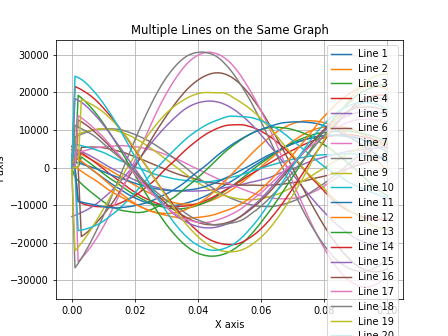 Multiple Lines on the Same Graph
30000
20000
10000
0
-10000
-20000
-30000
0.00
0.02
0.04
0.06
X axis
Line 1
Line 2
Line 3
Line 4
Line 5
Line 6
Line 7
Line 8
Line 9
Line 10
Line 11
Line 12
Line 13
Line 14
Line 15
Line 16
Line 17
Line 18
Line 19
Line 20